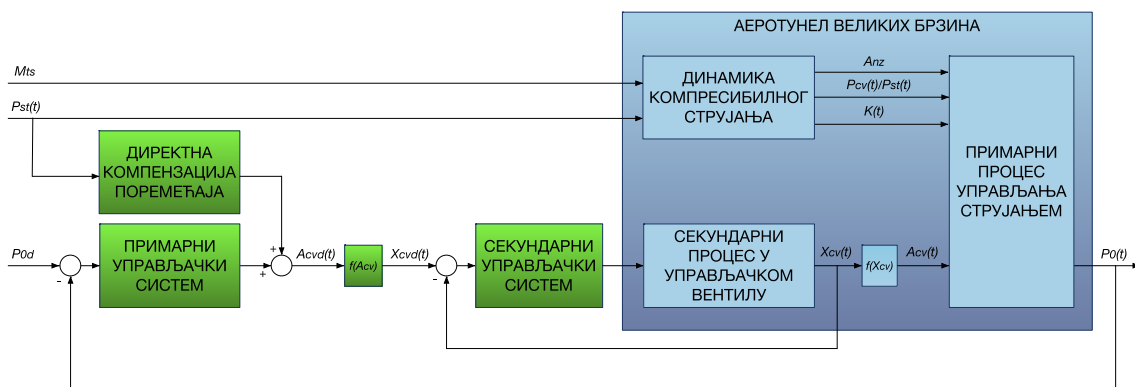 АЕРОТУНЕЛ ВЕЛИКИХ БРЗИНА
Mts
Pst(t)
ДИНАМИКА
КОМПРЕСИБИЛНОГ
СТРУЈАЊА
Anz
Pcv(t)/Pst(t)
K(t)
ПРИМАРНИ
ПРОЦЕС
УПРАВЉАЊА
СТРУЈАЊЕМ
ДИРЕКТНА
КОМПЕНЗАЦИЈА
ПОРЕМЕЋАЈА
P0d
-
ПРИМАРНИ
УПРАВЉАЧКИ
СИСТЕМ
+
+
Acvd(t)
f(Acv)
Xcvd(t)
-
СЕКУНДАРНИ
УПРАВЉАЧКИ
СИСТЕМ
СЕКУНДАРНИ
ПРОЦЕС У
УПРАВЉАЧКОМ
ВЕНТИЛУ
Xcv(t)
f(Xcv)
Acv(t)
P0(t)